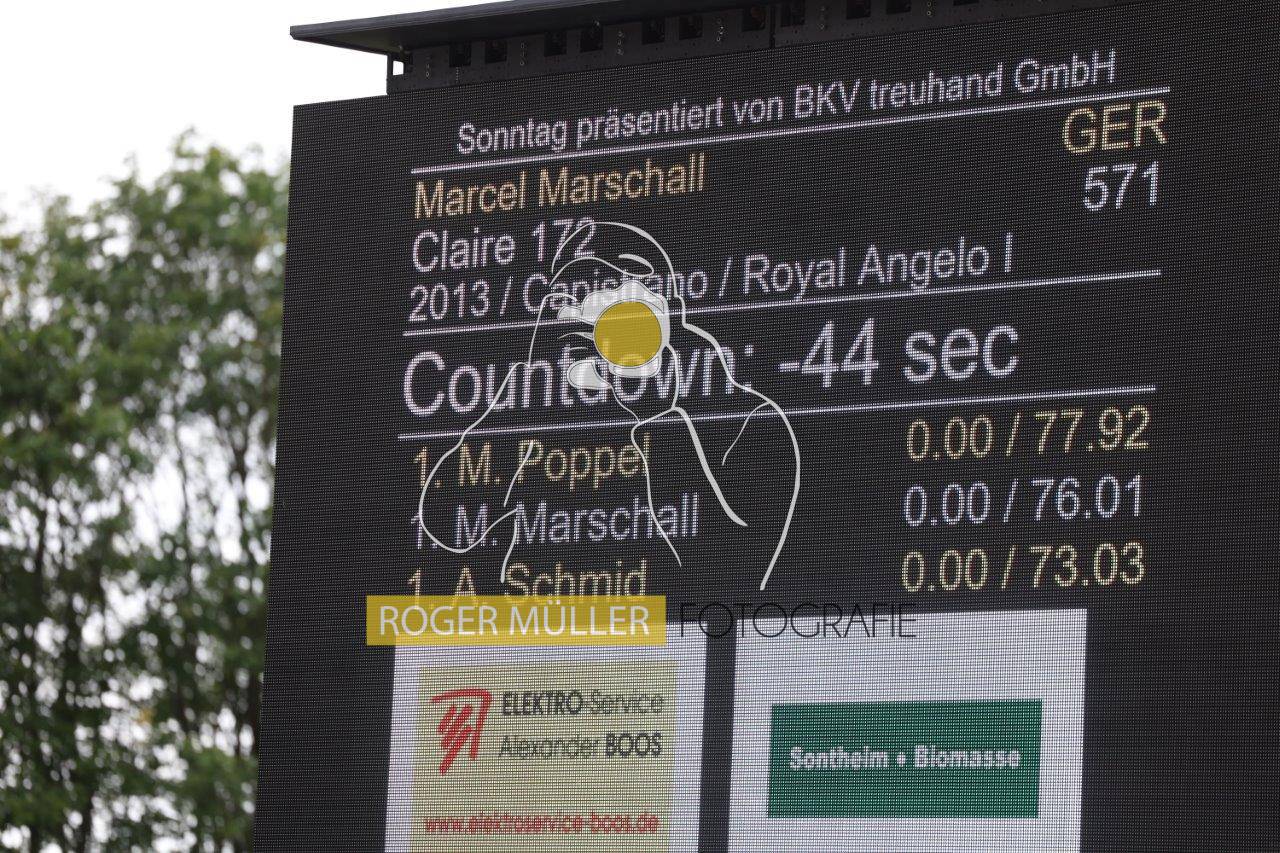 Sonntag präsentiert von BKV treuhand GmbH
Marcel Marschall GER
Claire 172 571
2013 / Capistrano / Royal Angelo I
Countdown: -44 sec
1. M. Poppel 0.00 / 77.92
1. M. Marschall 0.00 / 76.01
1. A. Schmid 0.00 / 73.03
ROGER MÜLLER FOTOGRAFIE
ELEKTRO-Service
Alexander BOOS
www.elektroservice-boos.de
Sontheim • Biomasse